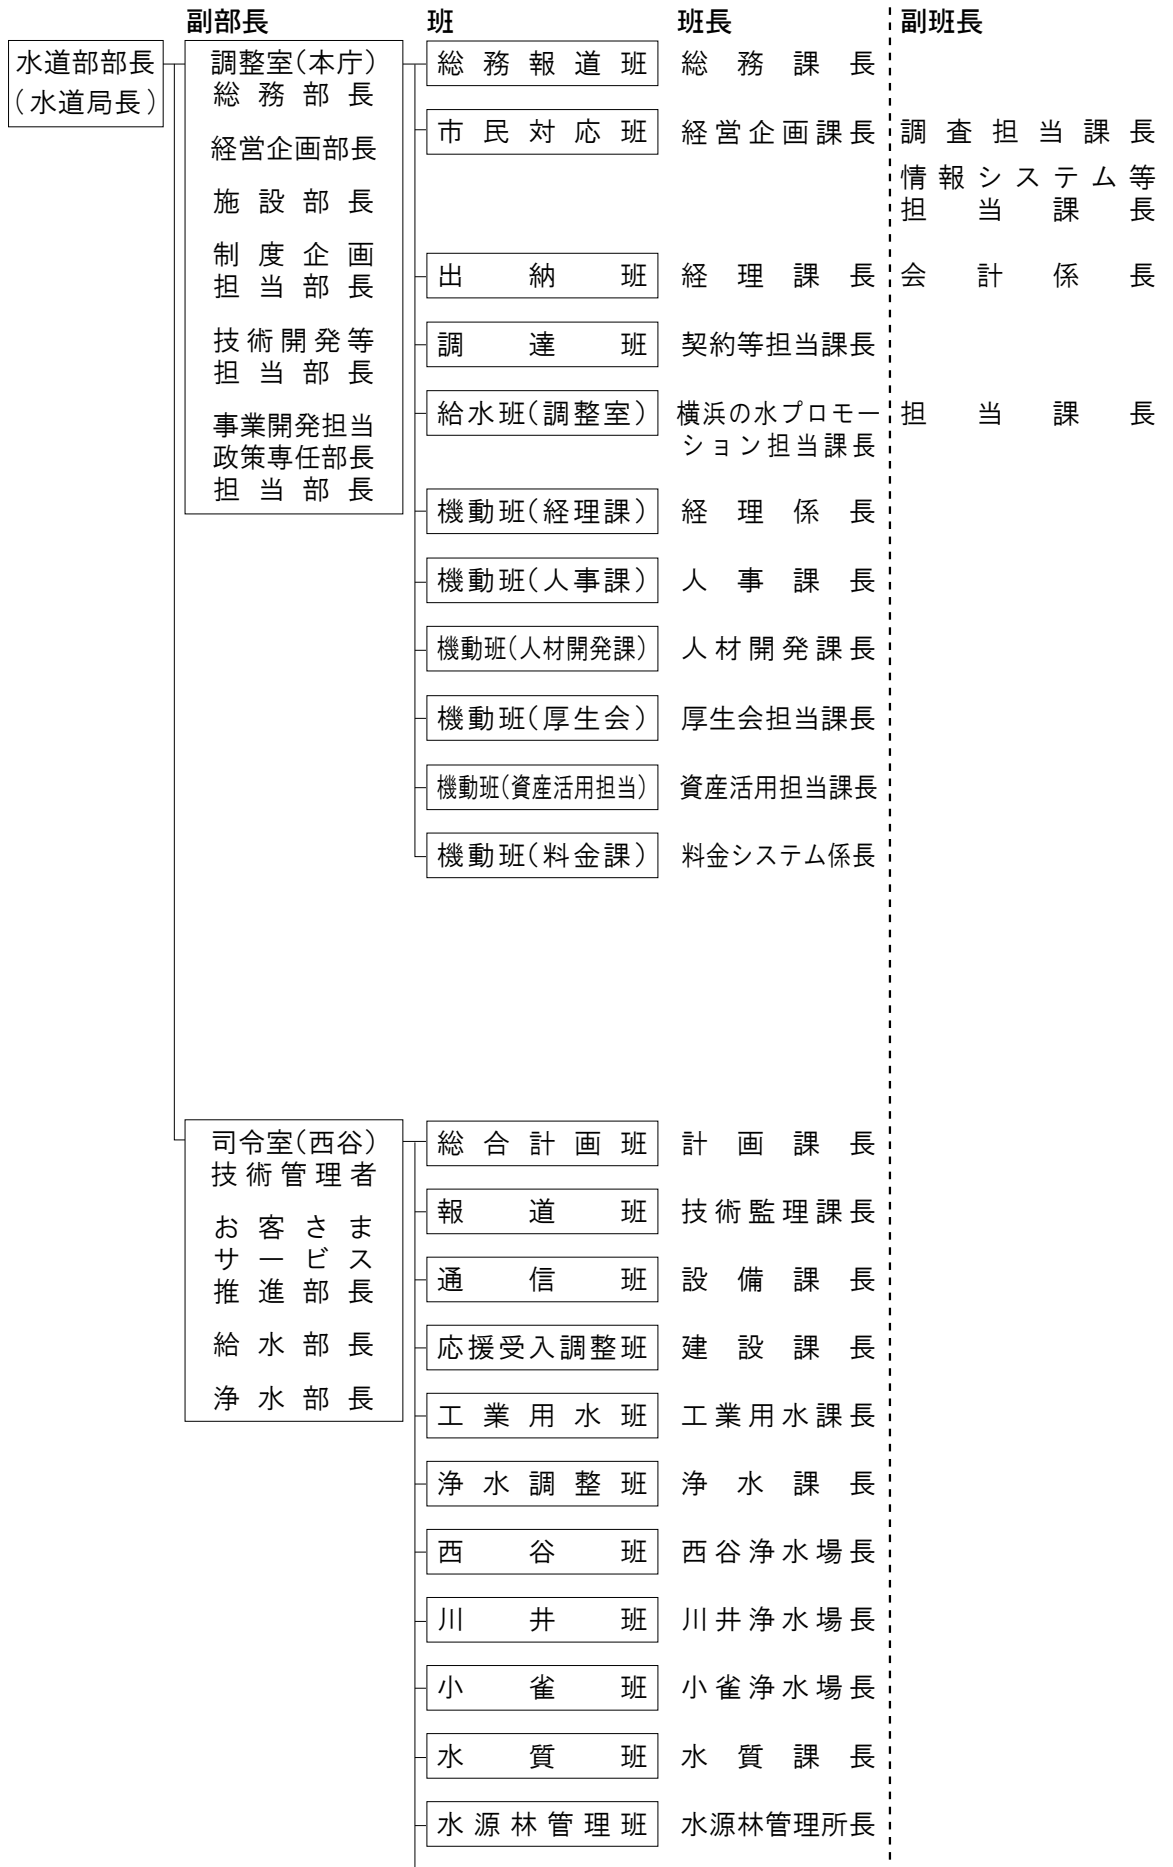 副部長 班 班長 副班長
水道部部長
(水道局長)
調整室(本庁)
総務部長
経営企画部長
施設部長
制度企画
担当部長
技術開発等
担当部長
事業開発担当
政策専任部長
担当部長
総務報道班 総務課長
市民対応班 経営企画課長 調査担当課長
情報システム等
担当課長
出納班 経理課長 会計係長
調達班 契約等担当課長
給水班(調整室) 横浜の水プロモー 担当課長
ション担当課長
機動班(経理課) 経理係長
機動班(人事課) 人事課長
機動班(人材開発課) 人材開発課長
機動班(厚生会) 厚生会担当課長
機動班(資産活用担当) 資産活用担当課長
機動班(料金課) 料金システム係長
司令室(西谷)
技術管理者
お客さま
サービス
推進部長
給水部長
浄水部長
総合計画班 計画課長
報道班 技術監理課長
通信班 設備課長
応援受入調整班 建設課長
工業用水班 工業用水課長
浄水調整班 浄水課長
西谷班 西谷浄水場長
川井班 川井浄水場長
小雀班 小雀浄水場長
水質班 水質課長
水源林管理班 水源林管理所長